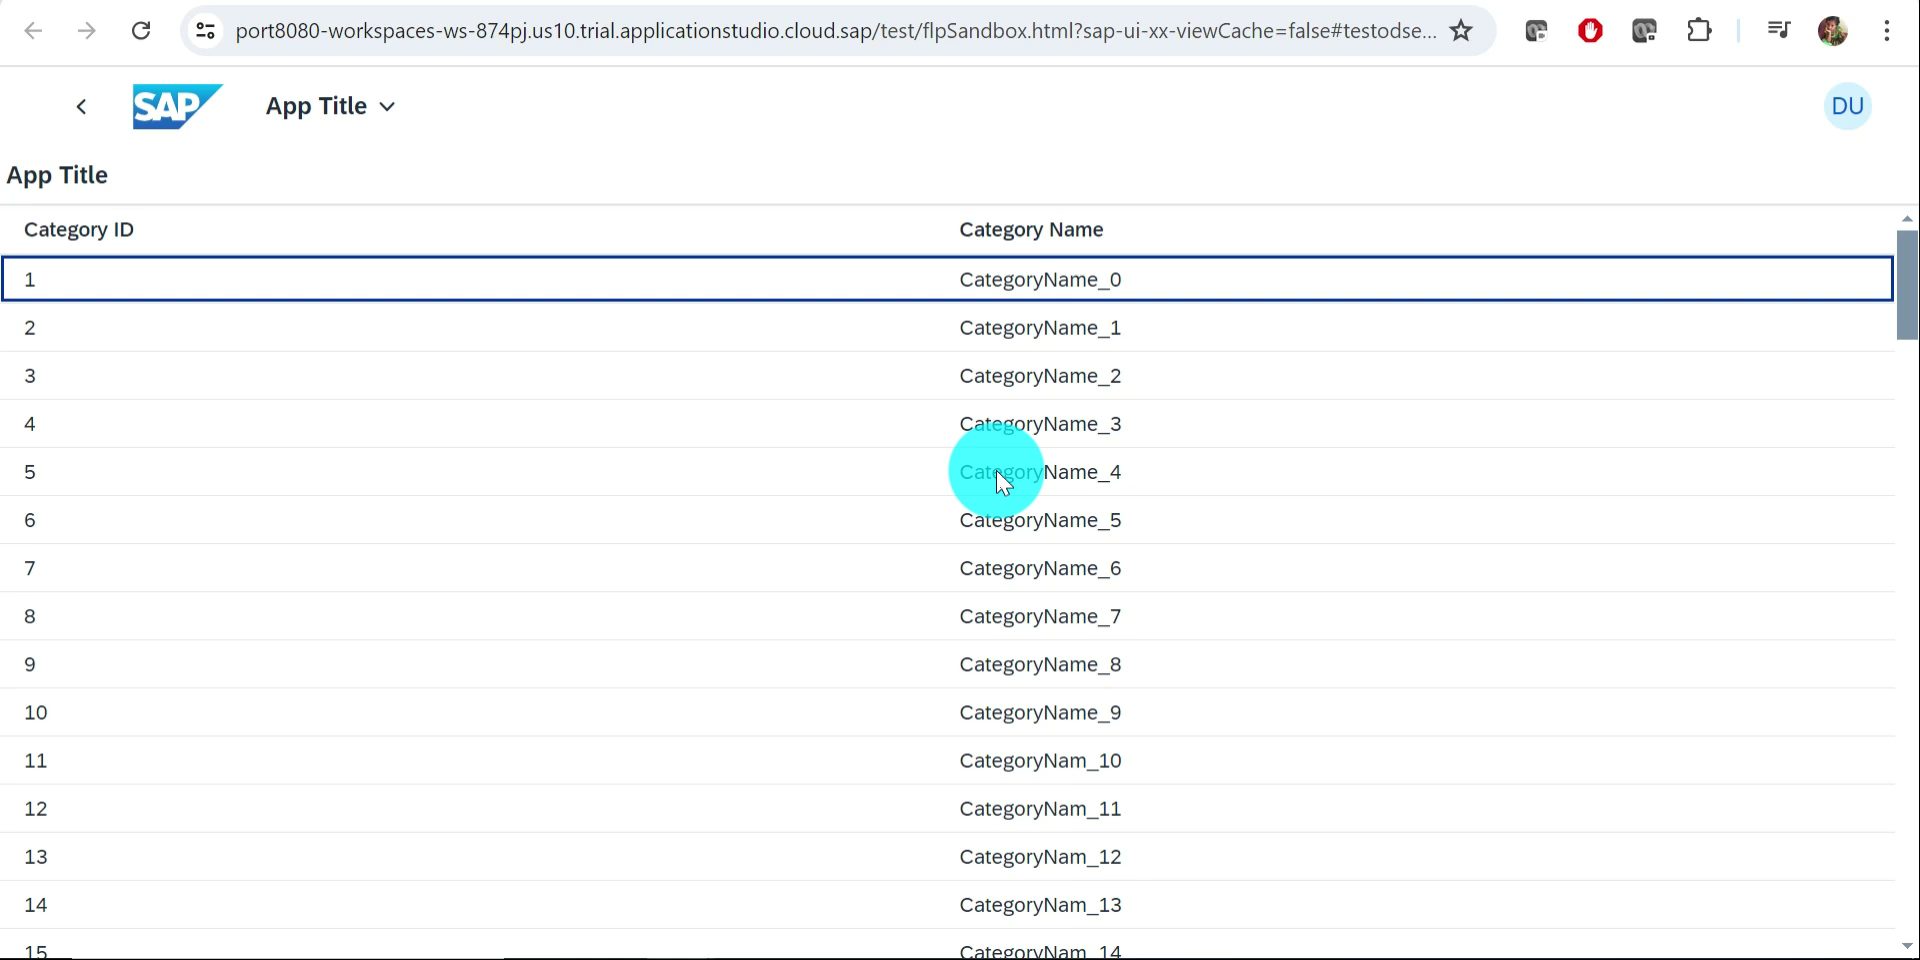 port8080-workspaces-ws-874pj.us10.trial.applicationstudio.cloud.sap/test/flpSandbox.html?sap-ui-xx-viewCache=false#testodse...
SAP App Title DU
App Title
Category ID Category Name
1 CategoryName_0
2 CategoryName_1
3 CategoryName_2
4 CategoryName_3
5 CategoryName_4
6 CategoryName_5
7 CategoryName_6
8 CategoryName_7
9 CategoryName_8
10 CategoryName_9
11 CategoryNam_10
12 CategoryNam_11
13 CategoryNam_12
14 CategoryNam_13
15 CategoryNam_14